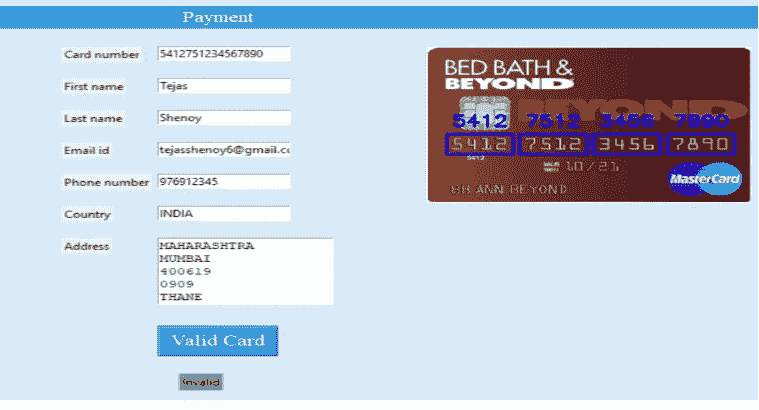 Payment
Card number 5412751234567890
First name Tejas
Last name Shenoy
Email id tejasshenoy6@gmail.cc
Phone number 976912345
Country INDIA
Address MAHARASHTRA
MUMBAI
400619
0909
THANE
Valid Card
Invalid
BED BATH &
BEYOND
BEYOND
5412 7512 3456 7890
5412 7512 3456 7890
5412
10/21
BH ANN BEYOND
MasterCard